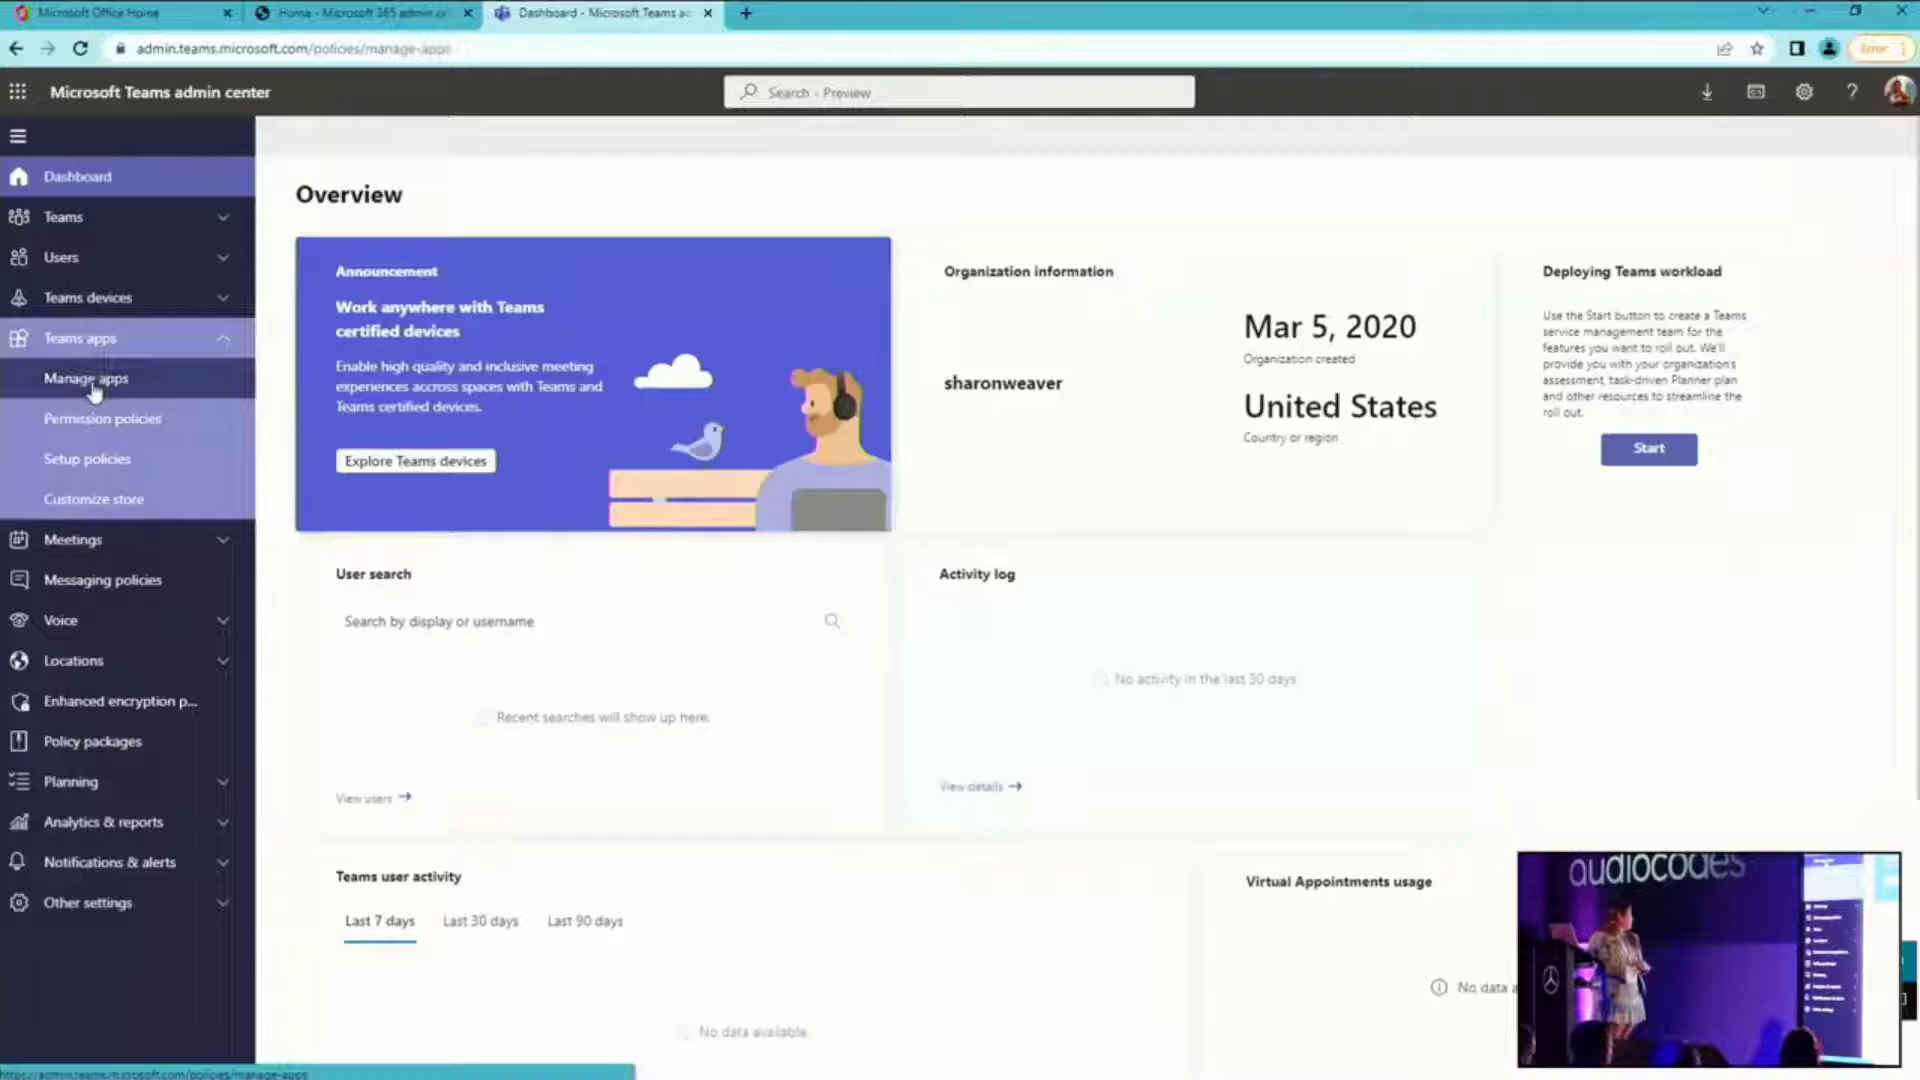 Microsoft Office Home
Home - Microsoft 365 admin ce
Dashboard - Microsoft Teams a
admin.teams.microsoft.com/policies/manage-apps
Error
Microsoft Teams admin center
Search - Preview
Dashboard
Teams
Users
Teams devices
Teams apps
Manage apps
Permission policies
Setup policies
Customize store
Meetings
Messaging policies
Voice
Locations
Enhanced encryption p...
Policy packages
Planning
Analytics & reports
Notifications & alerts
Other settings
Overview
Announcement
Work anywhere with Teams
certified devices
Enable high quality and inclusive meeting
experiences accross spaces with Teams and
Teams certified devices.
Explore Teams devices
Organization information
sharonweaver
Mar 5, 2020
Organization created
United States
Country or region
Deploying Teams workload
Use the Start button to create a Teams
service management team for the
features you want to roll out. We'll
provide you with your organization's
assessment, task-driven Planner plan
and other resources to streamline the
roll out.
Start
User search
Search by display or username
Recent searches will show up here.
View users
Activity log
No activity in the last 30 days
View details
Teams user activity
Last 7 days
Last 30 days
Last 90 days
No data available
Virtual Appointments usage
No data a
audiocodes
https://admin.teams.microsoft.com/policies/manage-apps